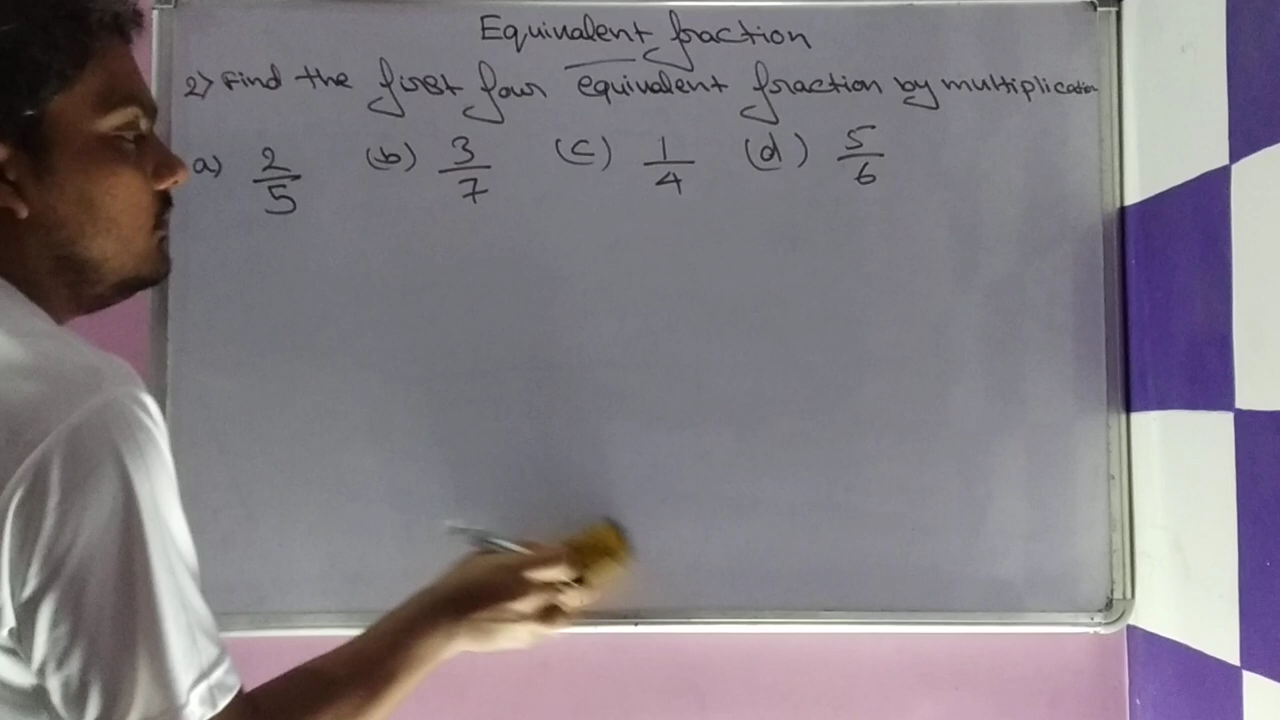 Equivalent fraction
2) Find the first four equivalent fraction by multiplication
a) 2/5 (b) 3/7 (c) 1/4 (d) 5/6